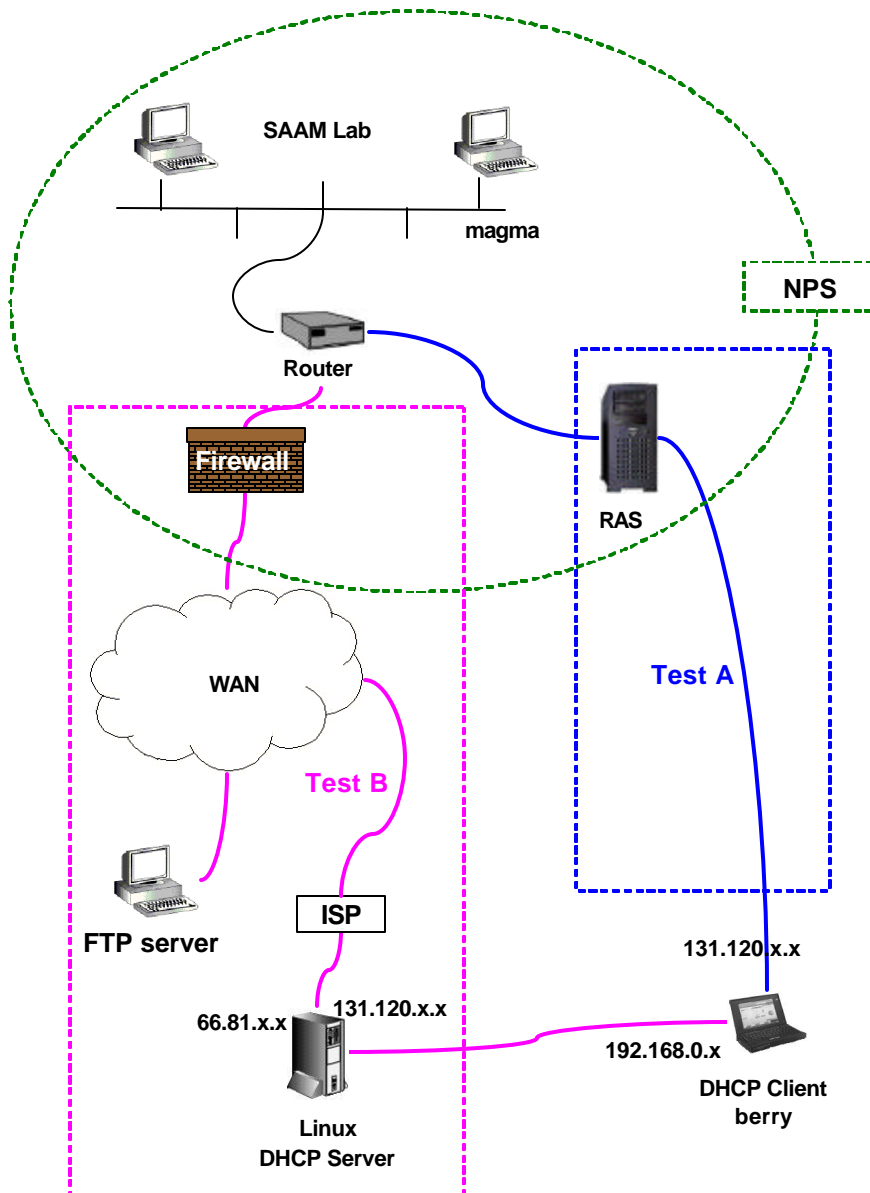 SAAM Lab
magma
NPS
Router
Firewall
RAS
WAN
Test A
Test B
ISP
FTP server
131.120.x.x
66.81.x.x
131.120.x.x
192.168.0.x
DHCP Client
berry
Linux
DHCP Server